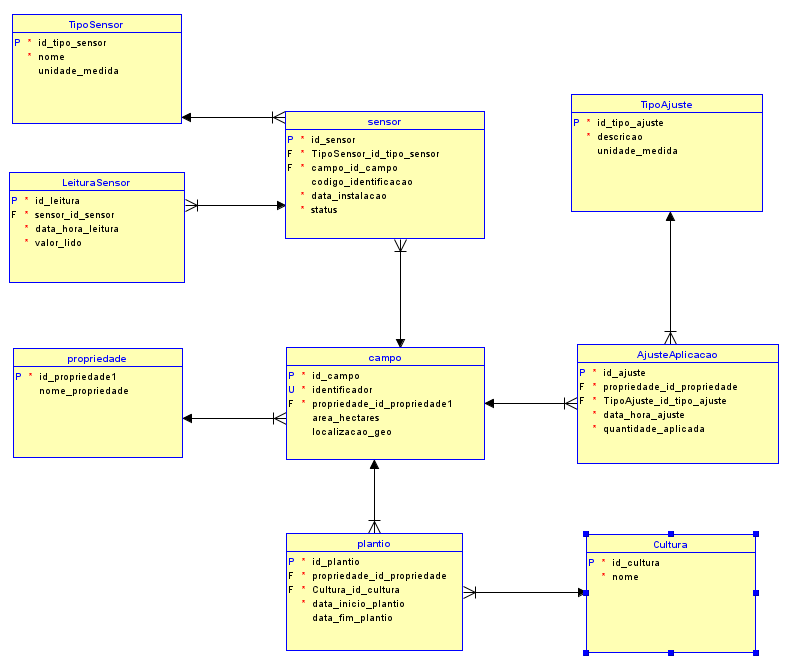 TipoSensor
P * id_tipo_sensor
* nome
unidade_medida
sensor
P * id_sensor
F * TipoSensor_id_tipo_sensor
F * campo_id_campo
codigo_identificacao
* data_instalacao
* status
TipoAjuste
P * id_tipo_ajuste
* descricao
unidade_medida
LeituraSensor
P * id_leitura
F * sensor_id_sensor
* data_hora_leitura
* valor_lido
propriedade
P * id_propriedade1
nome_propriedade
campo
P * id_campo
U * identificador
F * propriedade_id_propriedade1
area_hectares
localizacao_geo
AjusteAplicacao
P * id_ajuste
F * propriedade_id_propriedade
F * TipoAjuste_id_tipo_ajuste
* data_hora_ajuste
* quantidade_aplicada
plantio
P * id_plantio
F * propriedade_id_propriedade
F * Cultura_id_cultura
* data_inicio_plantio
data_fim_plantio
Cultura
P * id_cultura
* nome